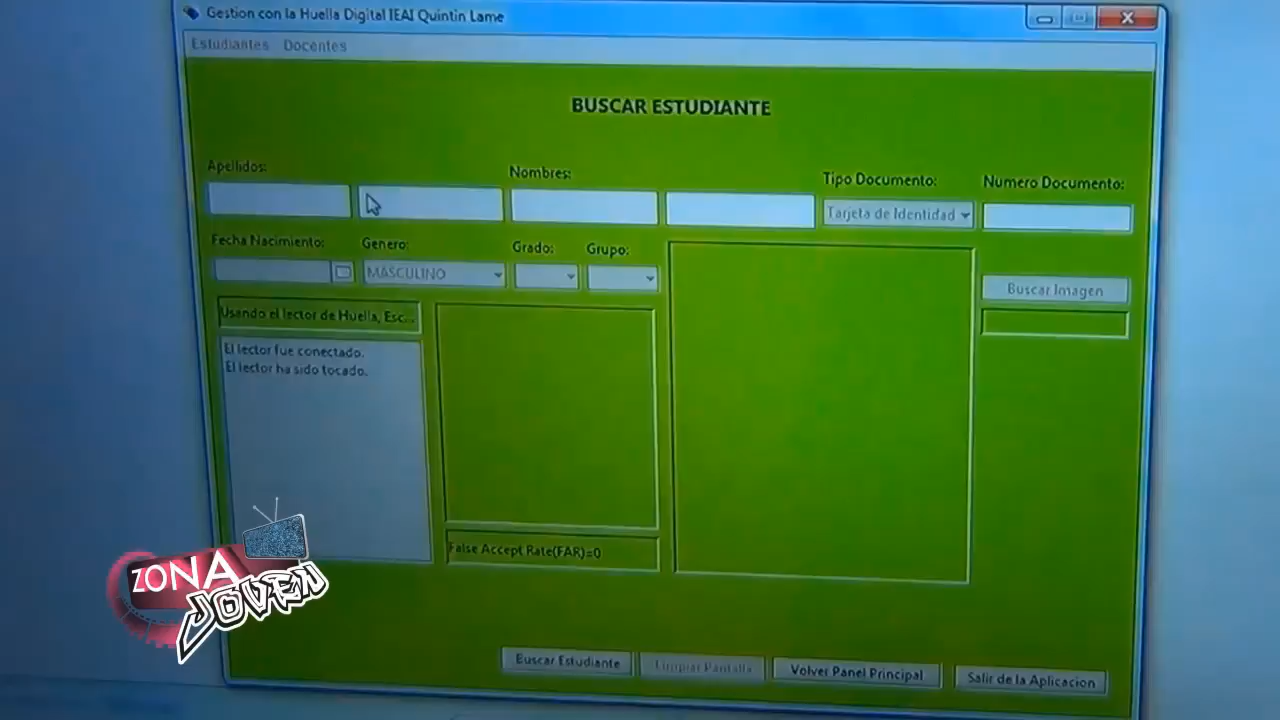 Gestion con la Huella Digital IEAI Quintin Lame
Estudiantes Docentes
BUSCAR ESTUDIANTE
Apellidos: Nombres: Tipo Documento: Numero Documento:
Tarjeta de Identidad
Fecha Nacimiento: Genero: Grado: Grupo:
MASCULINO
Buscar Imagen
Usando el lector de Huella, Esc...
El lector fue conectado.
El lector ha sido tocado.
False Accept Rate(FAR)=0
ZONA
JOVEN
Buscar Estudiante Limpiar Pantalla Volver Panel Principal Salir de la Aplicacion